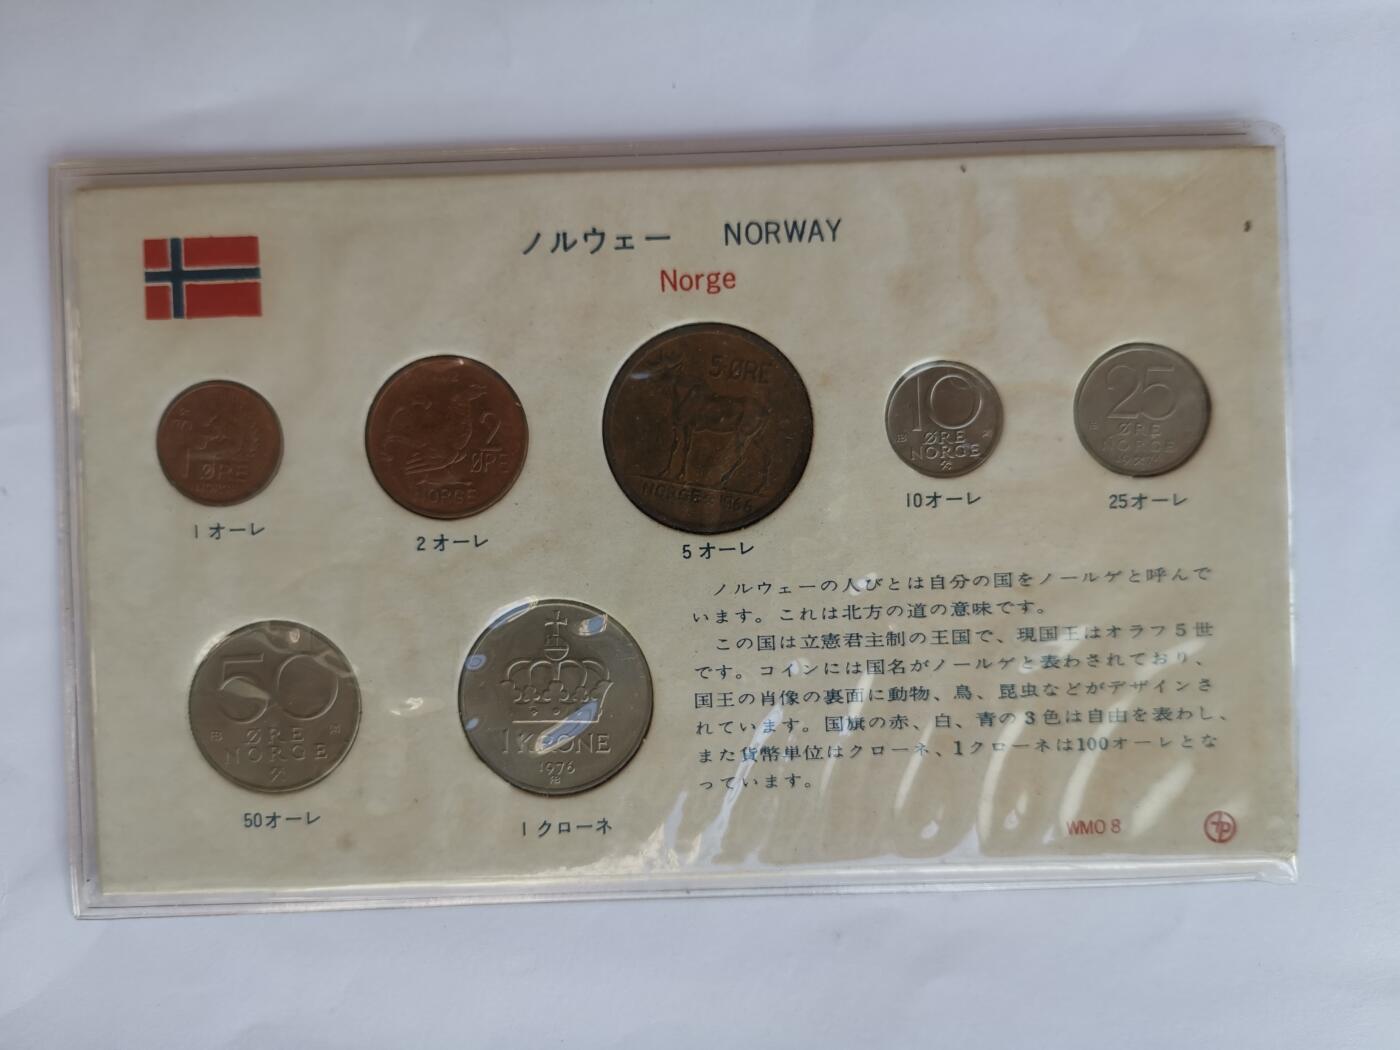 ノルウェー NORWAY
Norge
1 ØRE
2 ØRE NORGE
5 ØRE NORGE 1966
10 ØRE NORGE
25 ØRE NORGE
1オーレ
2オーレ
5オーレ
10オーレ
25オーレ
50 ØRE NORGE
1 KRONE 1976
50オーレ
1クローネ
ノルウェーの人びとは自分の国をノールゲと呼んで
います。これは北方の道の意味です。
この国は立憲君主制の王国で、現国王はオラフ5世
です。コインには国名がノールゲと表わされており、
国王の肖像の裏面に動物、鳥、昆虫などがデザインさ
れています。国旗の赤、白、青の3色は自由を表わし、
また貨幣単位はクローネ、1クローネは100オーレとな
っています。
WMO 8